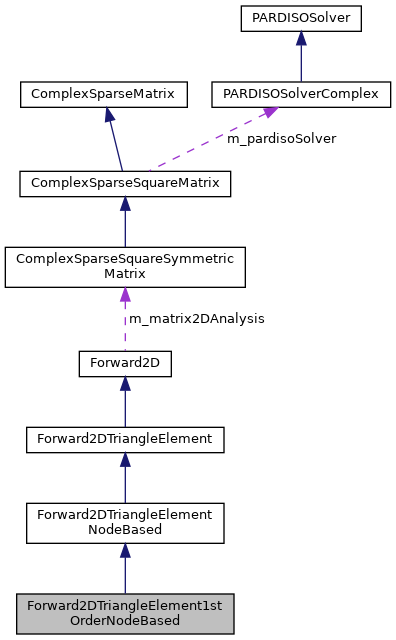 PARDISOSolver
ComplexSparseMatrix
PARDISOSolverComplex
m_pardisoSolver
ComplexSparseSquareMatrix
ComplexSparseSquareSymmetric
Matrix
m_matrix2DAnalysis
Forward2D
Forward2DTriangleElement
Forward2DTriangleElement
NodeBased
Forward2DTriangleElement1st
OrderNodeBased